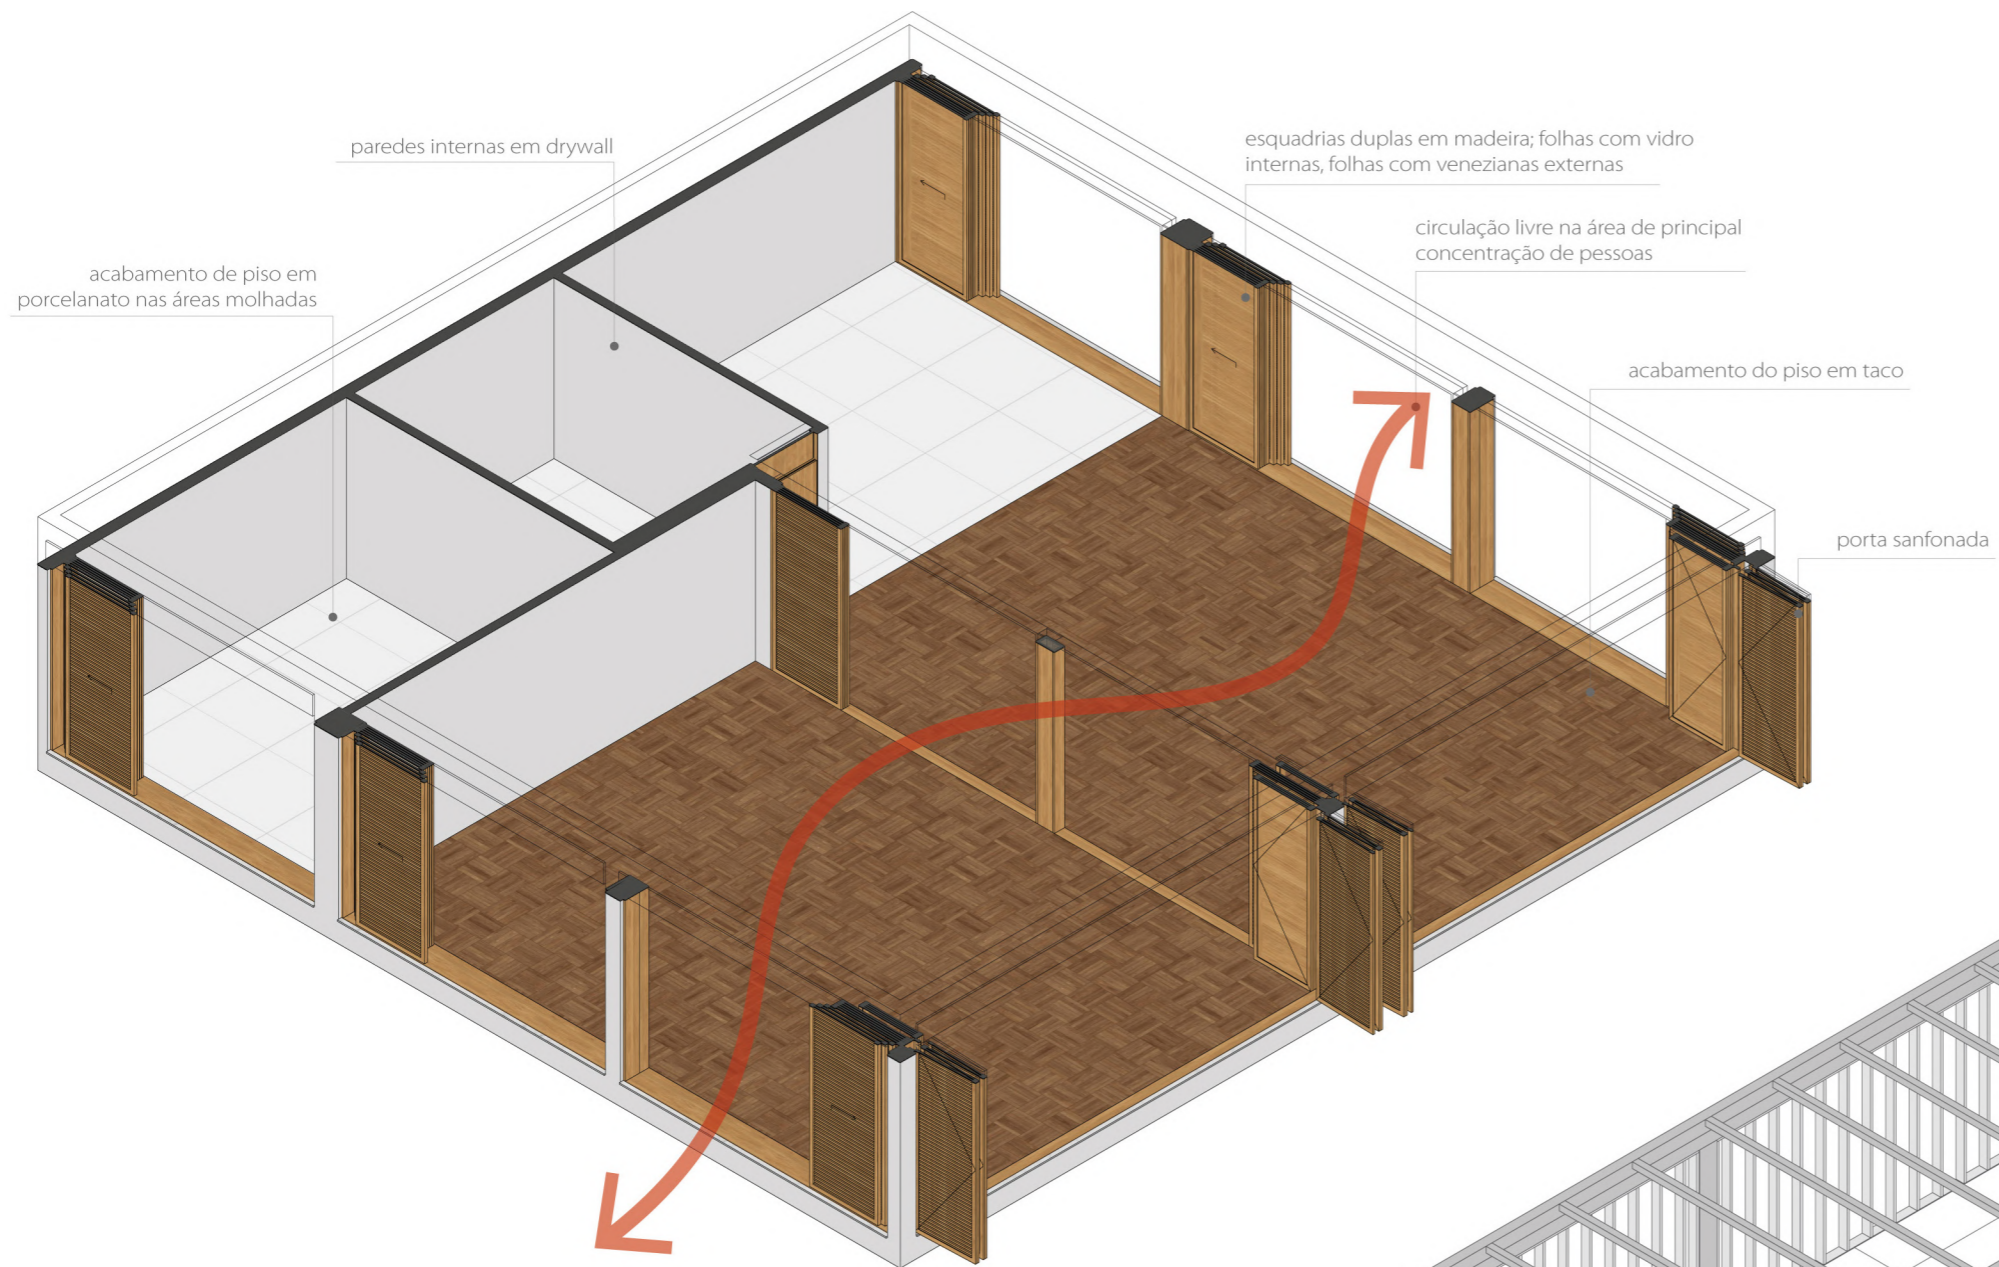 paredes internas em drywall
esquadrias duplas em madeira; folhas com vidro
internas, folhas com venezianas externas
circulação livre na área de principal
concentração de pessoas
acabamento de piso em
porcelanato nas áreas molhadas
acabamento do piso em taco
porta sanfonada